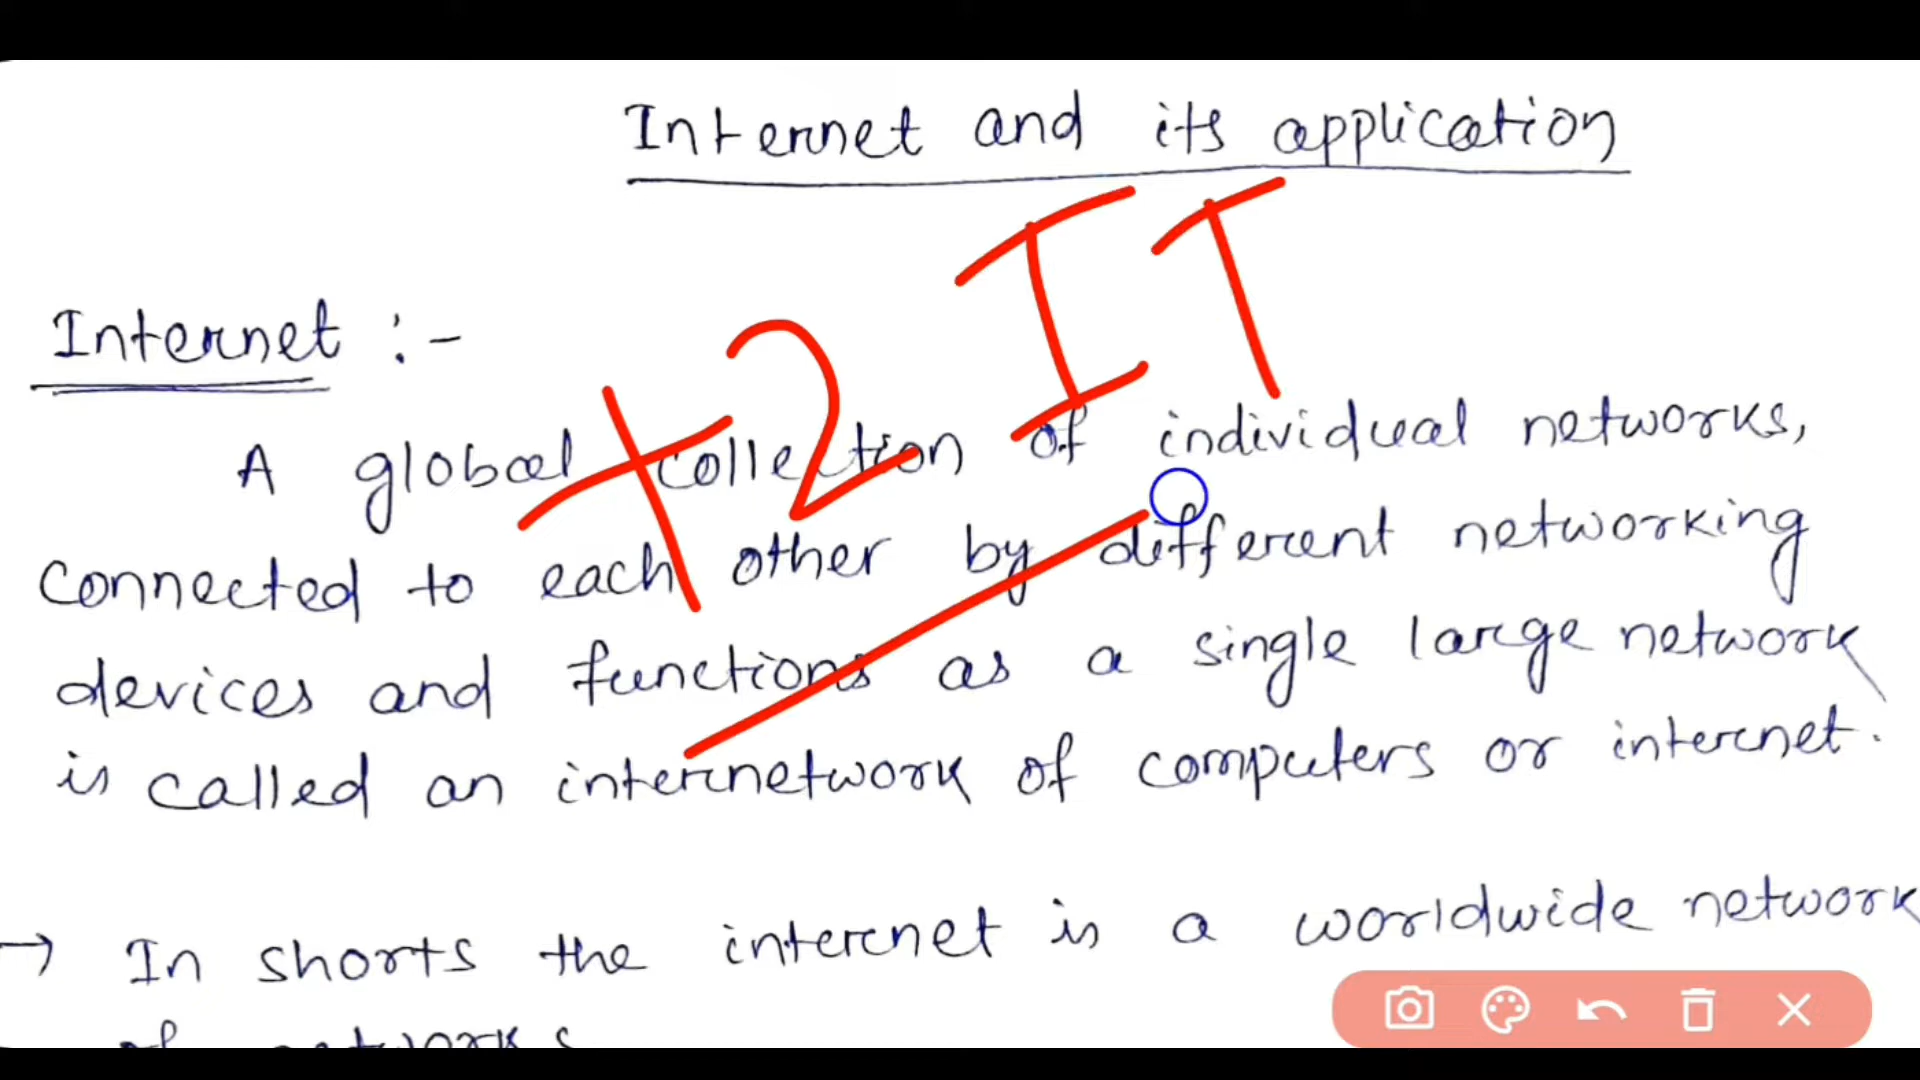 Internet and its application
+2 IT
Internet :-
A global collection of individual networks,
connected to each other by different networking
devices and functions as a single large network
is called an internetwork of computers or internet.
→ In shorts the internet is a worldwide network
of networks